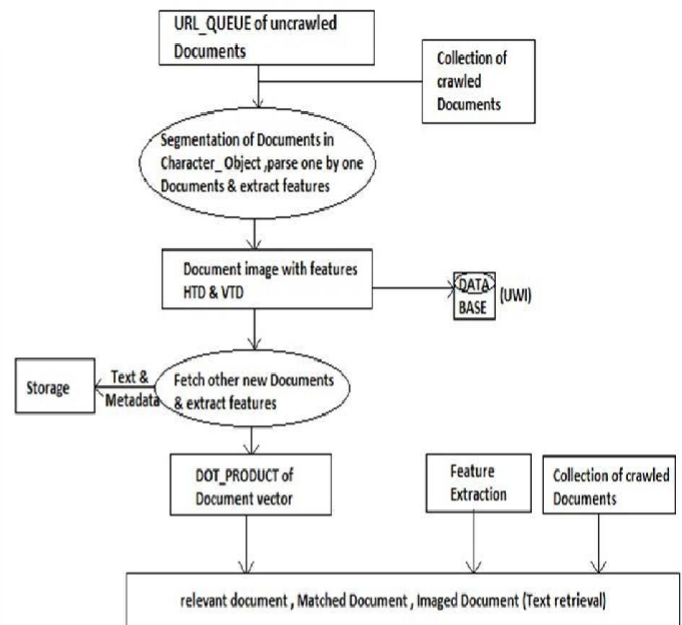 URL_QUEUE of uncrawled
Documents
Collection of
crawled
Documents
Segmentation of Documents in
Character_ Object ,parse one by one
Documents & extract features
Document image with features
HTD & VTD
DATA
BASE
(UWI)
Storage
Text &
Metadata
Fetch other new Documents
& extract features
DOT_PRODUCT of
Document vector
Feature
Extraction
Collection of crawled
Documents
relevant document , Matched Document , Imaged Document (Text retrieval)